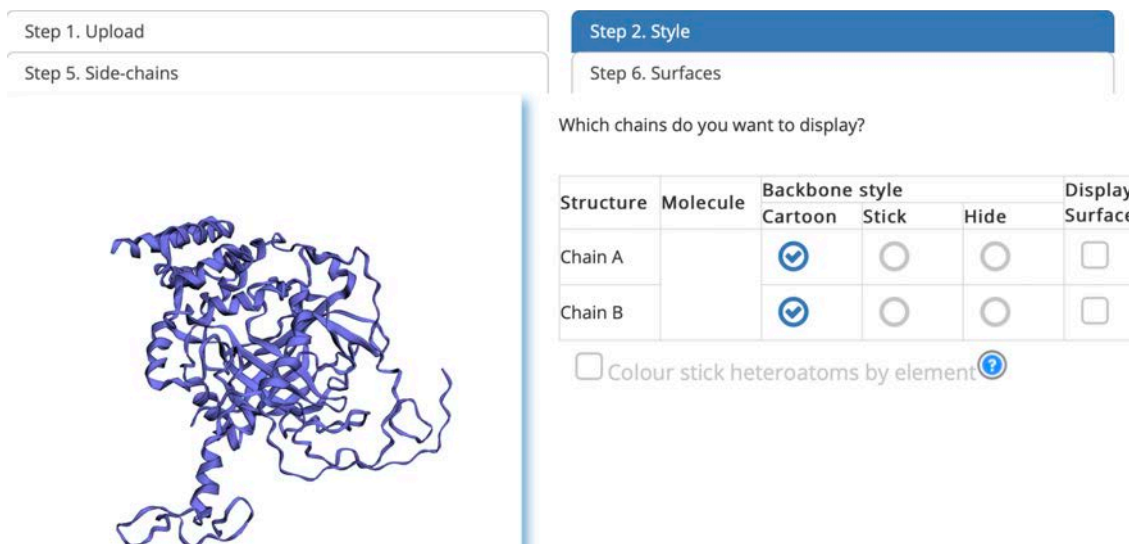 Step 1. Upload
Step 2. Style
Step 5. Side-chains
Step 6. Surfaces
Which chains do you want to display?
Structure Molecule Backbone style Display Surface
Cartoon Stick Hide
Chain A
Chain B
Colour stick heteroatoms by element ?